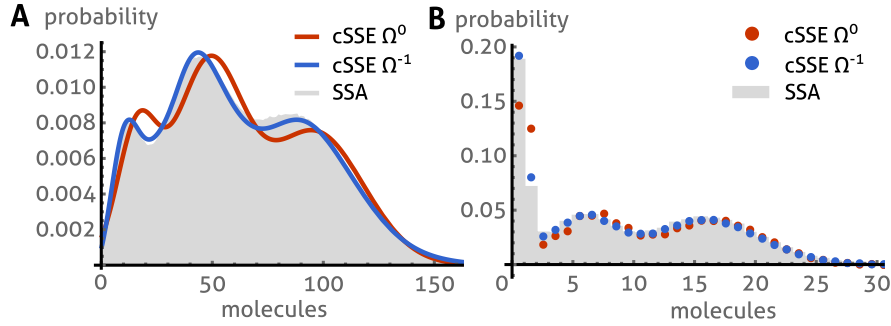 A
probability
cSSE Ω⁰
cSSE Ω⁻¹
SSA
0.012
0.010
0.008
0.006
0.004
0.002
0 50 100 150
molecules
B
probability
cSSE Ω⁰
cSSE Ω⁻¹
SSA
0.20
0.15
0.10
0.05
0 5 10 15 20 25 30
molecules